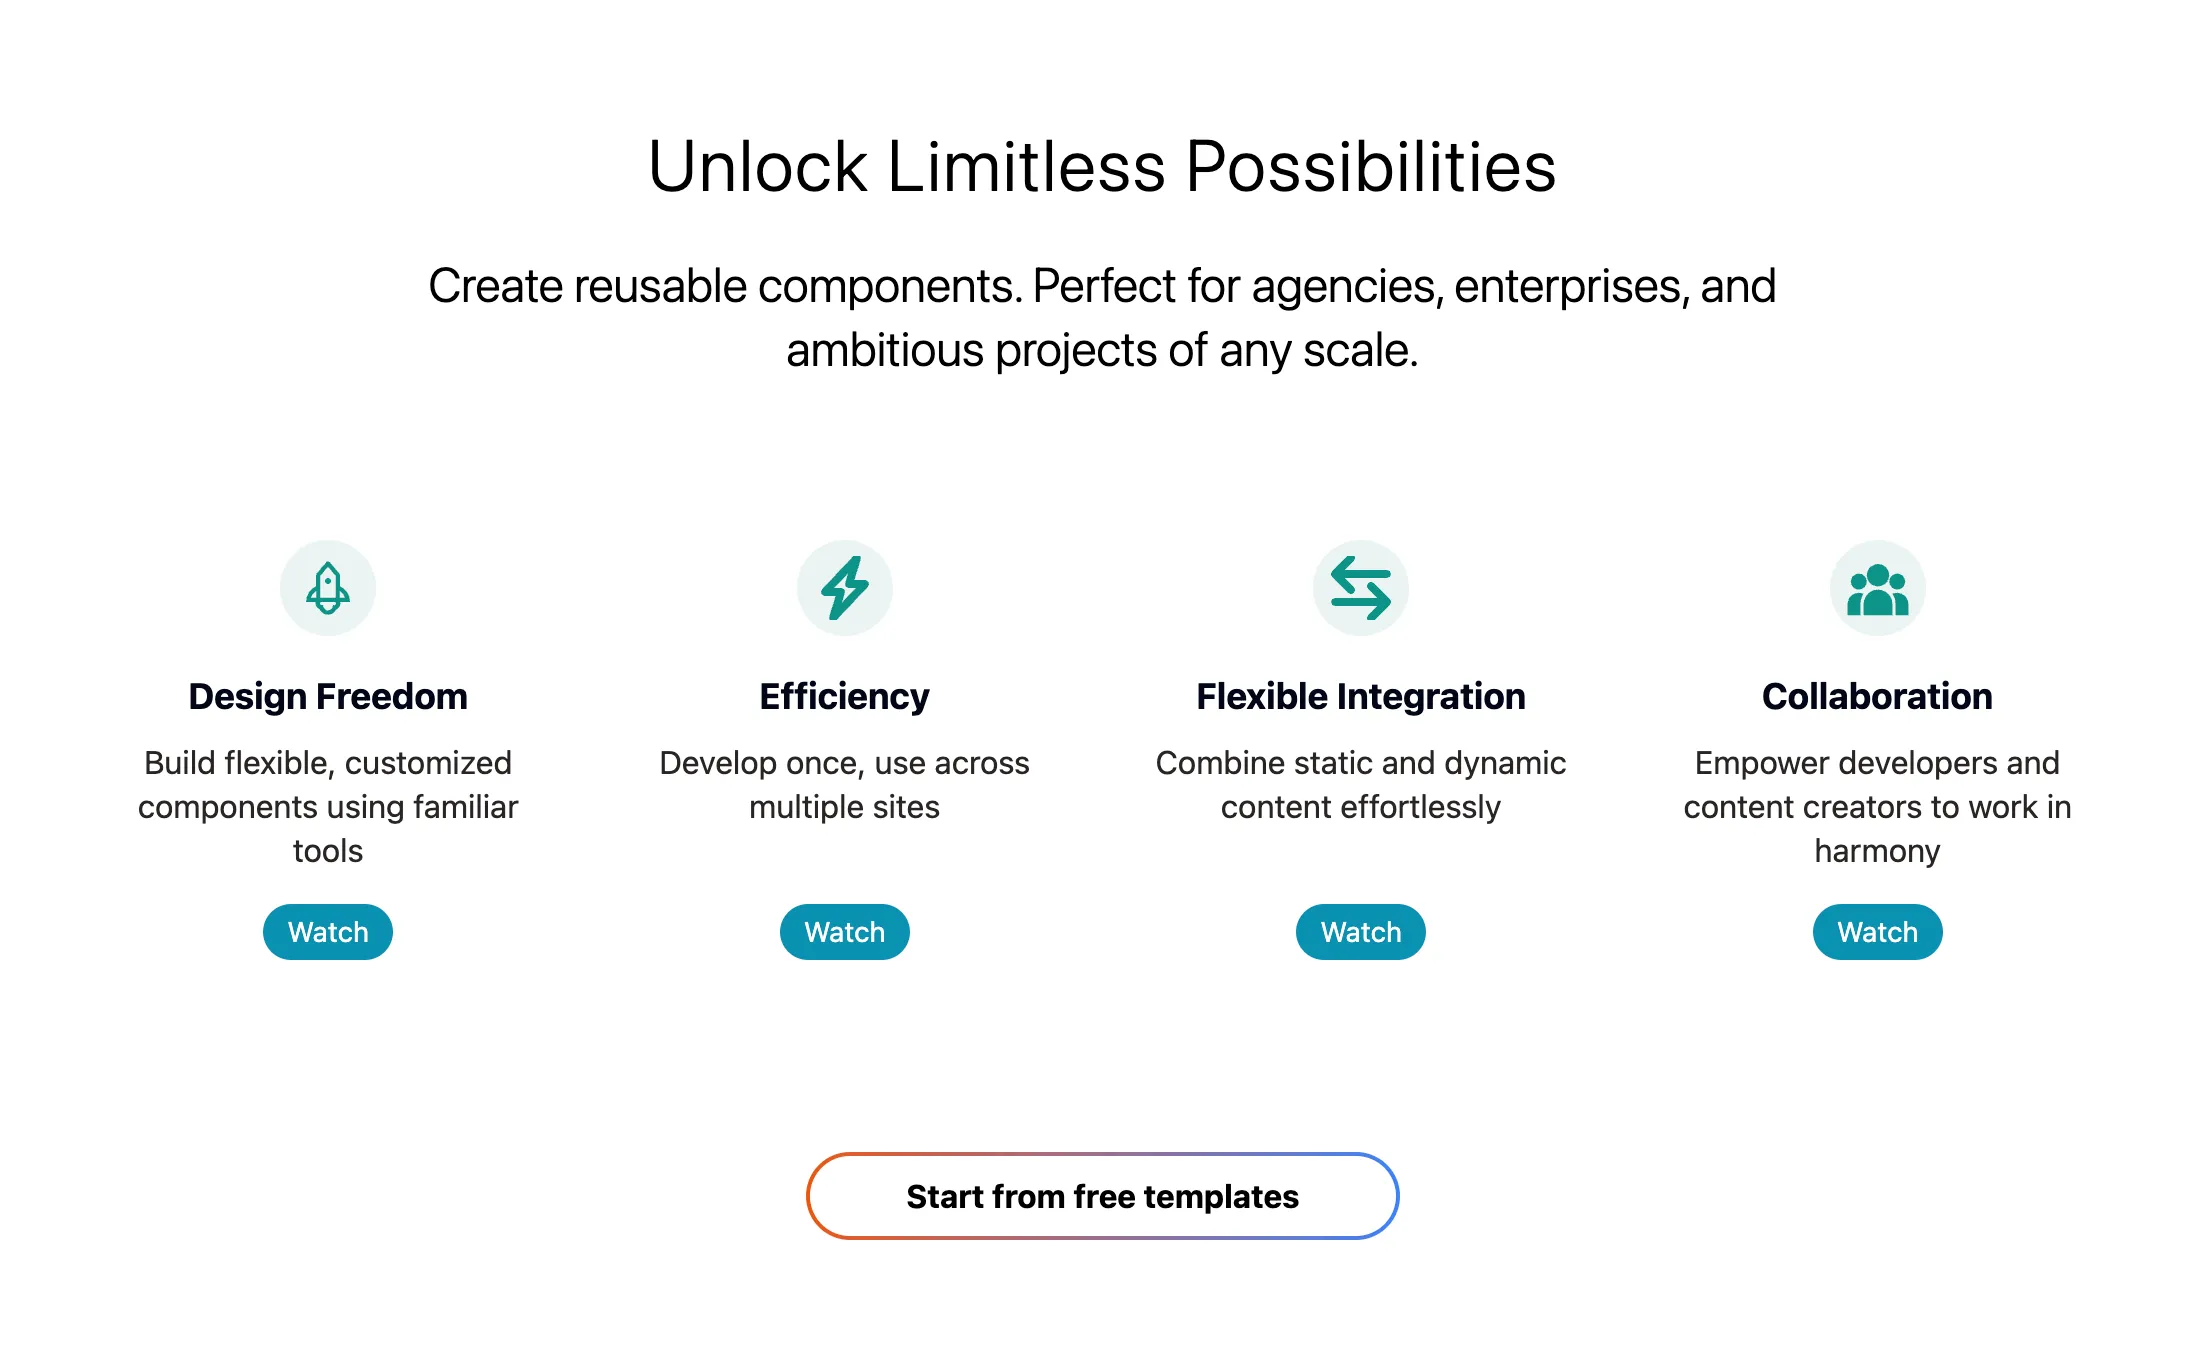 Unlock Limitless Possibilities
Create reusable components. Perfect for agencies, enterprises, and
ambitious projects of any scale.
Design Freedom
Build flexible, customized
components using familiar
tools
Watch
Efficiency
Develop once, use across
multiple sites
Watch
Flexible Integration
Combine static and dynamic
content effortlessly
Watch
Collaboration
Empower developers and
content creators to work in
harmony
Watch
Start from free templates